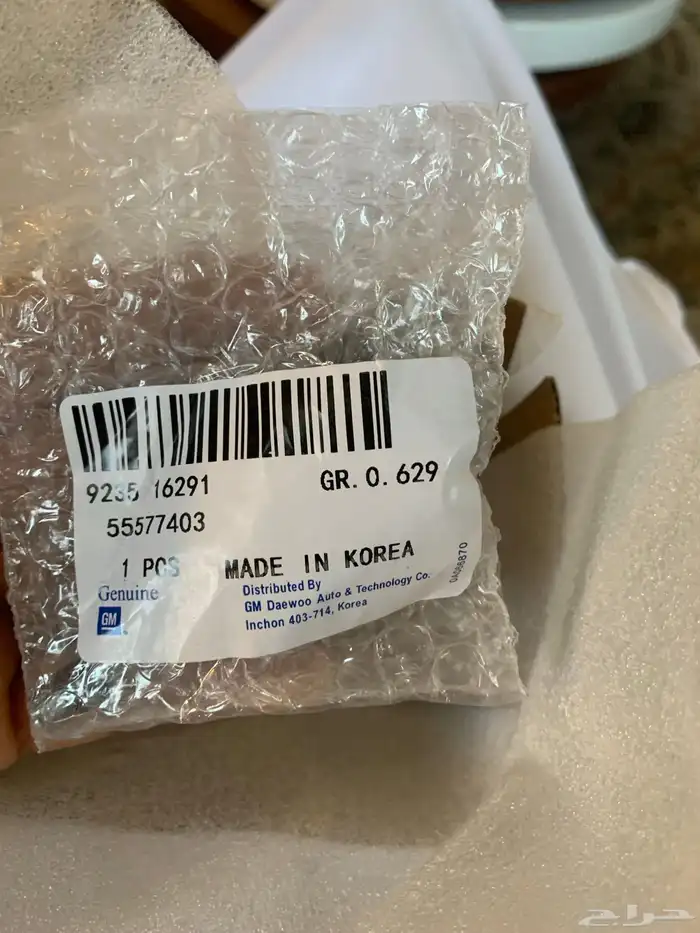 9235 16291
GR. 0. 629
55577403
1 PCS MADE IN KOREA
Genuine
GM
Distributed By
GM Daewoo Auto & Technology Co.
Inchon 403-714, Korea
حراج